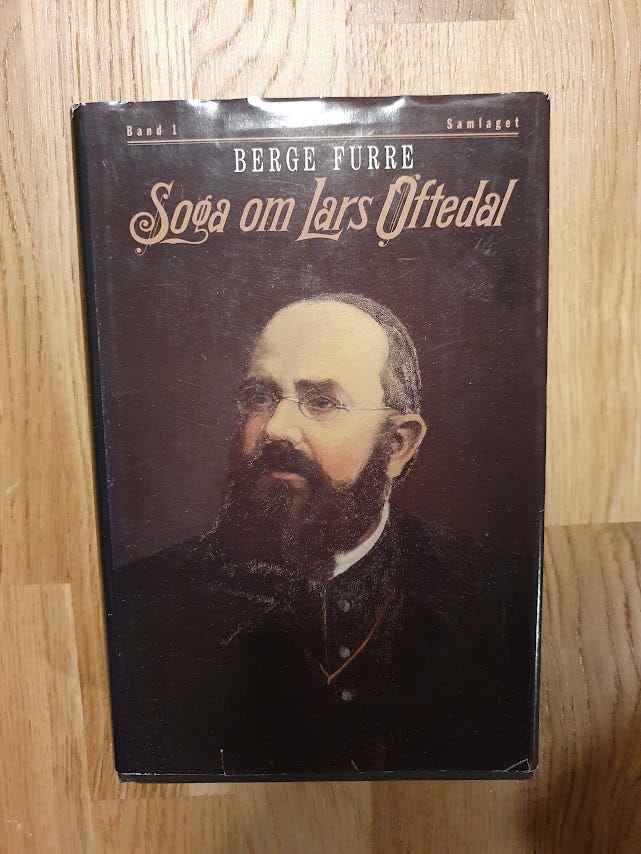 Band 1
Samlaget
BERGE FURRE
Soga om Lars Oftedal